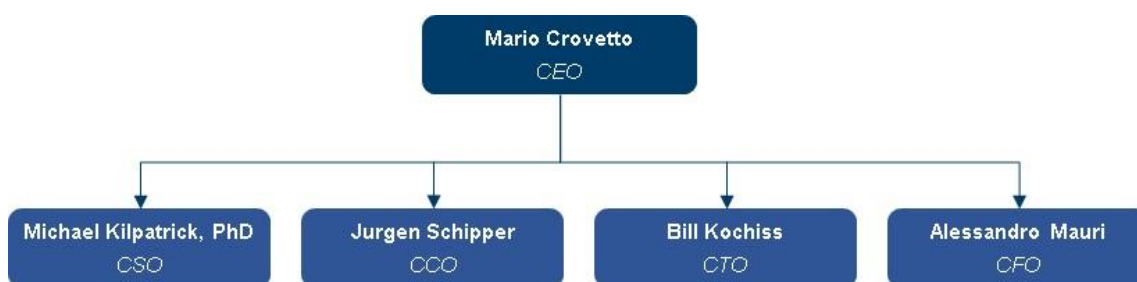 Mario Crovetto
CEO
Michael Kilpatrick, PhD
CSO
Jurgen Schipper
CCO
Bill Kochiss
CTO
Alessandro Mauri
CFO